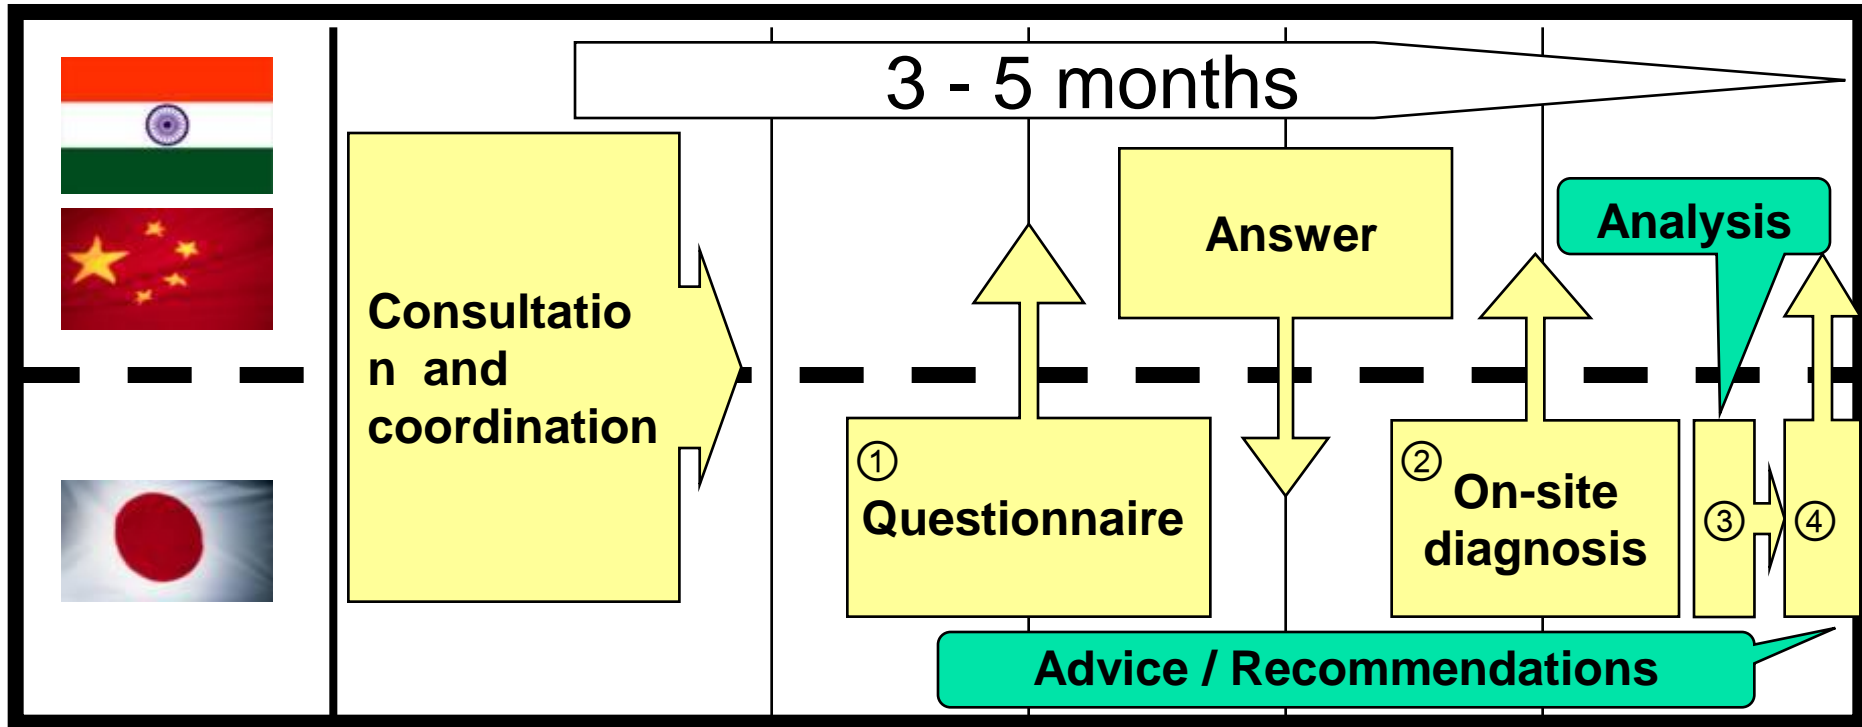 3 - 5 months
Consultatio
n and
coordination
Answer
Analysis
①
Questionnaire
②
On-site
diagnosis
③
④
Advice / Recommendations